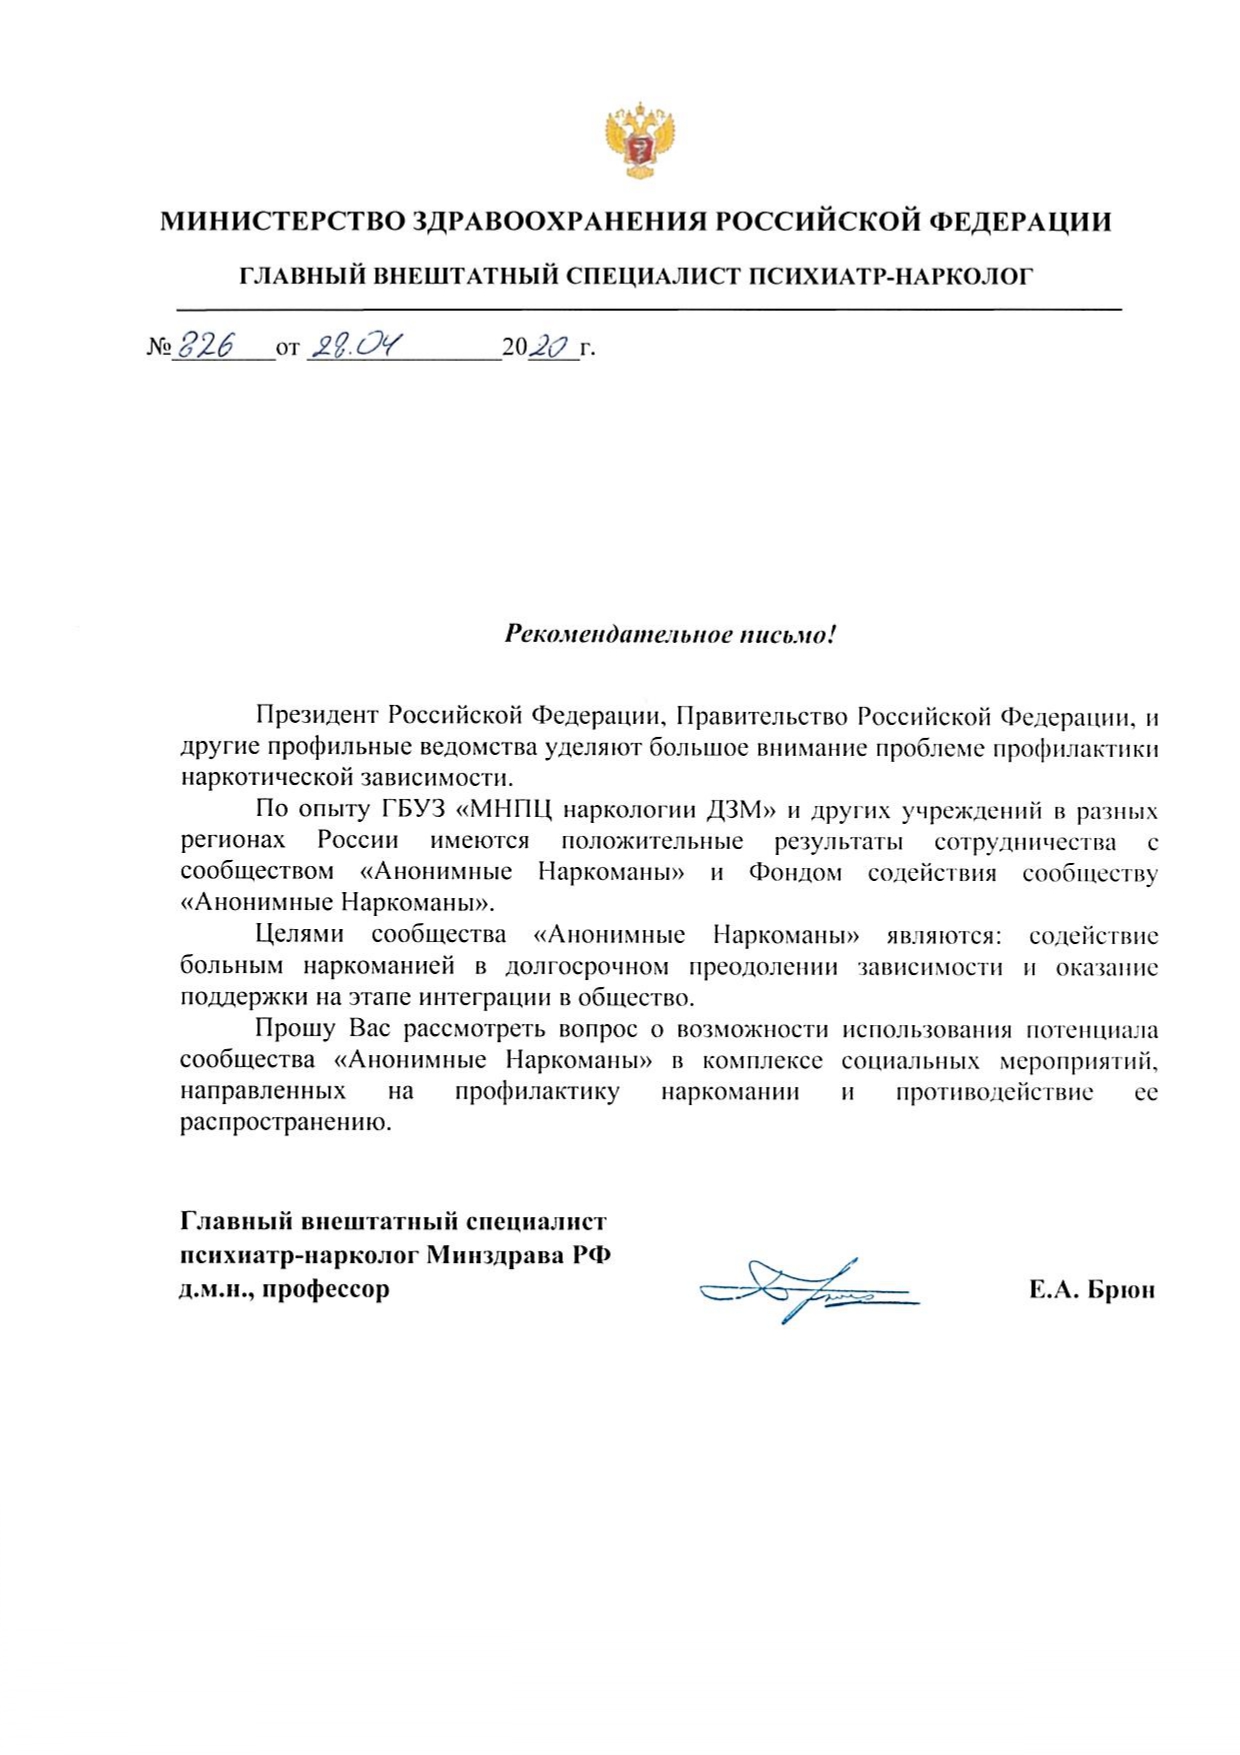 МИНИСТЕРСТВО ЗДРАВООХРАНЕНИЯ РОССИЙСКОЙ ФЕДЕРАЦИИ
ГЛАВНЫЙ ВНЕШТАТНЫЙ СПЕЦИАЛИСТ ПСИХИАТР-НАРКОЛОГ
№ 826 от 28.04 2020 г.
Рекомендательное письмо!
Президент Российской Федерации, Правительство Российской Федерации, и
другие профильные ведомства уделяют большое внимание проблеме профилактики
наркотической зависимости.
По опыту ГБУЗ «МНПЦ наркологии ДЗМ» и других учреждений в разных
регионах России имеются положительные результаты сотрудничества с
сообществом «Анонимные Наркоманы» и Фондом содействия сообществу
«Анонимные Наркоманы».
Целями сообщества «Анонимные Наркоманы» являются: содействие
больным наркоманией в долгосрочном преодолении зависимости и оказание
поддержки на этапе интеграции в общество.
Прошу Вас рассмотреть вопрос о возможности использования потенциала
сообщества «Анонимные Наркоманы» в комплексе социальных мероприятий,
направленных на профилактику наркомании и противодействие ее
распространению.
Главный внештатный специалист
психиатр-нарколог Минздрава РФ
д.м.н., профессор Е.А. Брюн